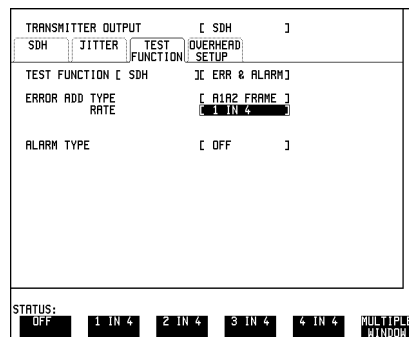 TRANSMITTER OUTPUT [ SDH ]
SDH JITTER TEST FUNCTION OVERHEAD SETUP
TEST FUNCTION [ SDH ][ ERR & ALARM]
ERROR ADD TYPE [ A1A2 FRAME ]
RATE [ 1 IN 4 ]
ALARM TYPE [ OFF ]
STATUS:
OFF 1 IN 4 2 IN 4 3 IN 4 4 IN 4 MULTIPLE WINDOW